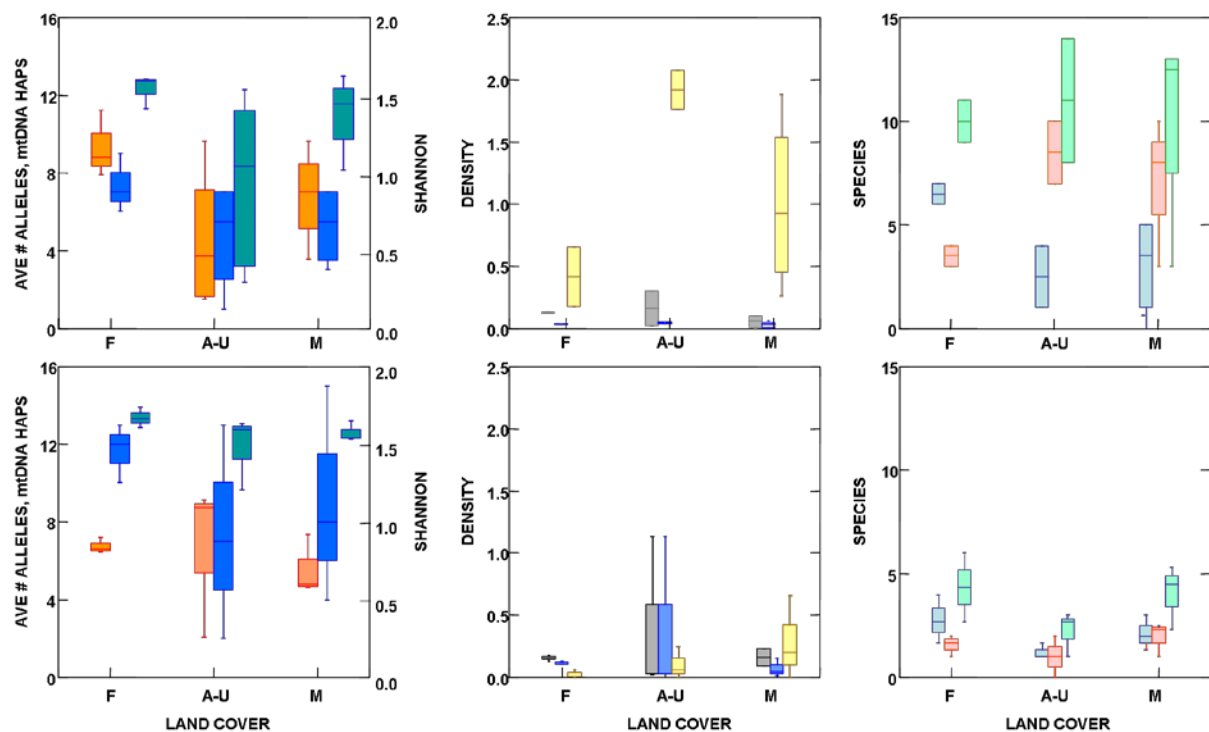 AVE # ALLELES, mtDNA HAPS
16
12
8
4
0
F
A-U
M
2.0
1.5
1.0
0.5
0.0
SHANNON
DENSITY
2.5
2.0
1.5
1.0
0.5
0.0
F
A-U
M
SPECIES
15
10
5
0
F
A-U
M
AVE # ALLELES, mtDNA HAPS
16
12
8
4
0
F
A-U
M
LAND COVER
2.0
1.5
1.0
0.5
0.0
SHANNON
DENSITY
2.5
2.0
1.5
1.0
0.5
0.0
F
A-U
M
LAND COVER
SPECIES
15
10
5
0
F
A-U
M
LAND COVER